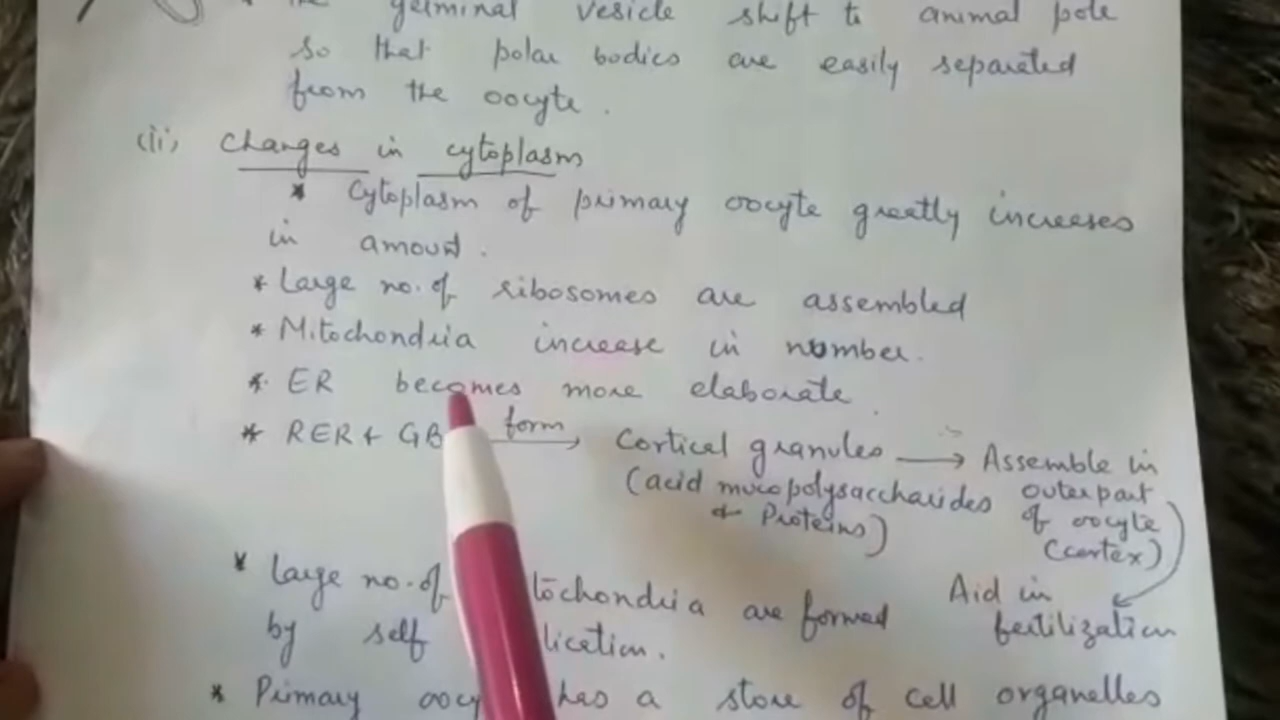 germinal vesicle shift to animal pole
so that polar bodies are easily separated
from the oocyte.
(ii) Changes in cytoplasm
* Cytoplasm of primary oocyte greatly increeses
in amount.
* Large no. of ribosomes are assembled
* Mitochondria increase in number.
* ER becomes more elaborate.
* RER + GB form → Cortical granules → Assemble in
(acid mucopolysaccharides outer part
& Proteins) of oocyte
(cortex)
Aid in
fertilization
* Large no. of tochondria are formed
by self lication.
* Primary oocy has a store of cell organelles